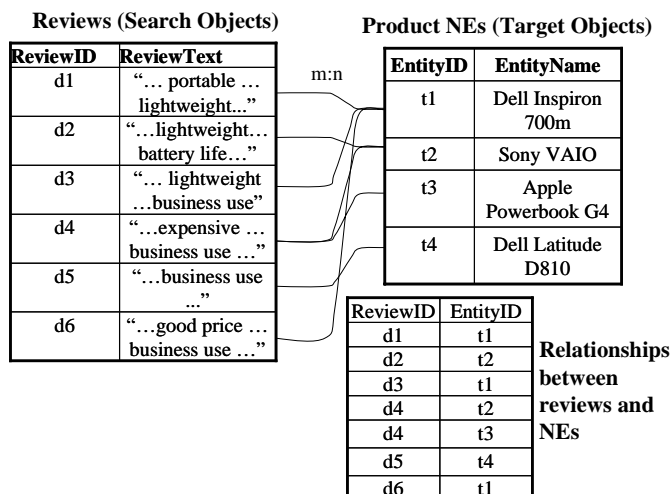 Reviews (Search Objects)
Product NEs (Target Objects)
ReviewID ReviewText
d1 “… portable …
lightweight...”
d2 “…lightweight…
battery life…”
d3 “… lightweight
…business use”
d4 “…expensive …
business use …”
d5 “…business use
...”
d6 “…good price …
business use …”
m:n
EntityID EntityName
t1 Dell Inspiron
700m
t2 Sony VAIO
t3 Apple
Powerbook G4
t4 Dell Latitude
D810
ReviewID EntityID
d1 t1
d2 t2
d3 t1
d4 t2
d4 t3
d5 t4
d6 t1
Relationships
between
reviews and
NEs